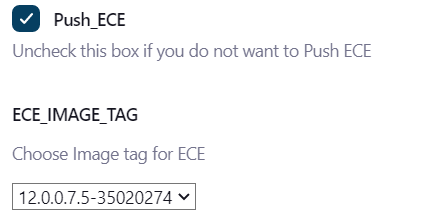 Push_ECE
Uncheck this box if you do not want to Push ECE
ECE_IMAGE_TAG
Choose Image tag for ECE
12.0.0.7.5-35020274